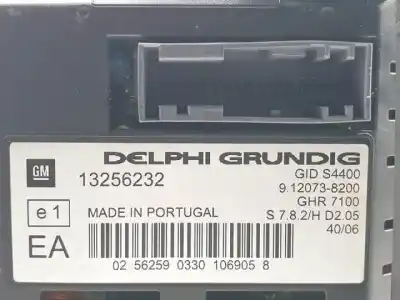 DELPHI GRUNDIG
GM
13256232
GID S4400
9.12073-8200
e1
MADE IN PORTUGAL
GHR 7100
S 7.8.2/H D2.05
EA
40/06
02 56259 0330 106905 8